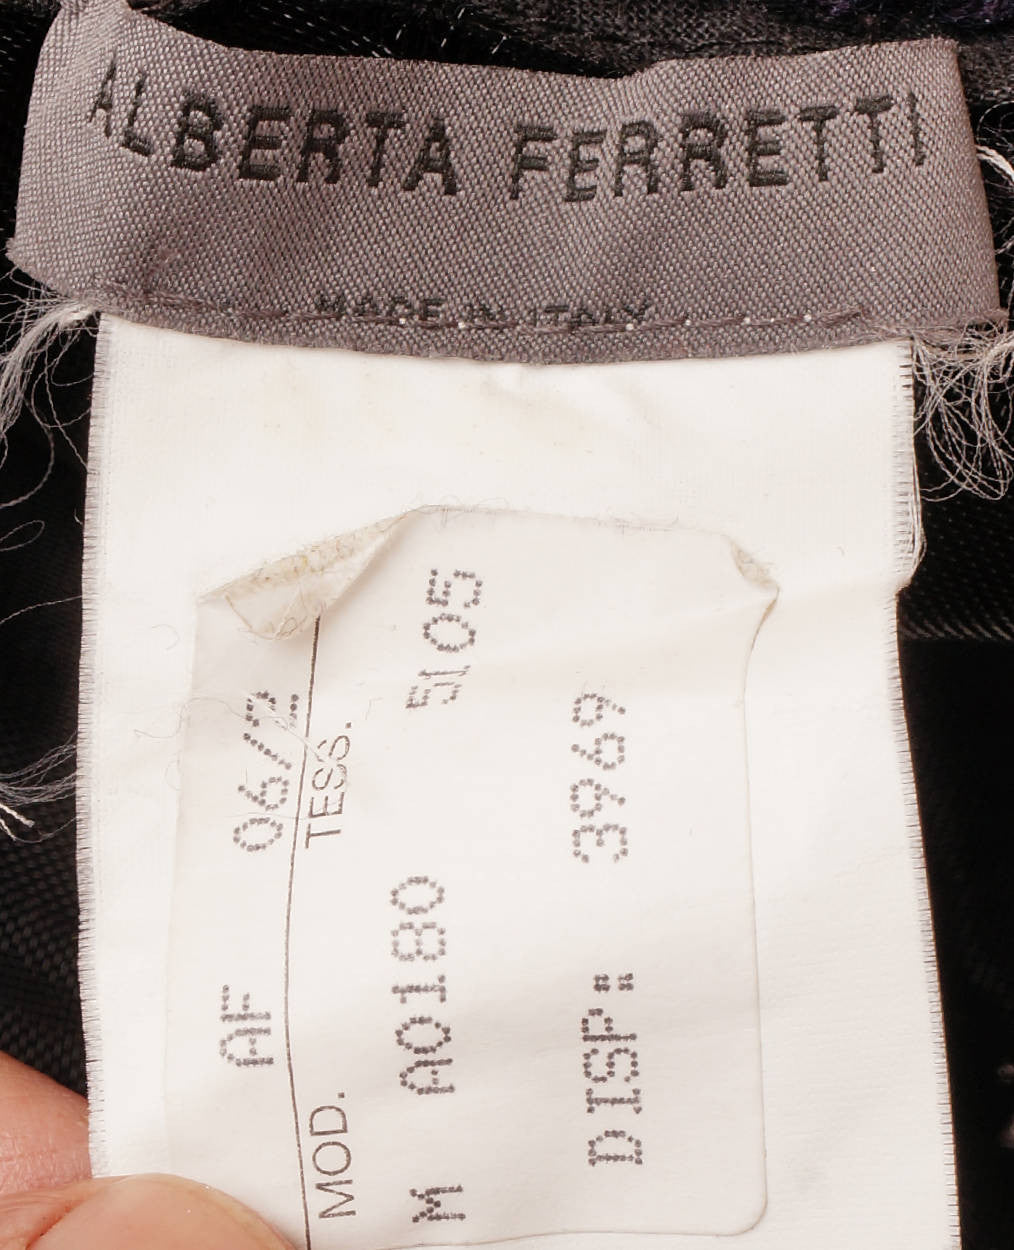 ALBERTA FERRETTI
MADE IN ITALY
AF 06/2
MOD. TESS.
M A0180 5105
DISP: 3969